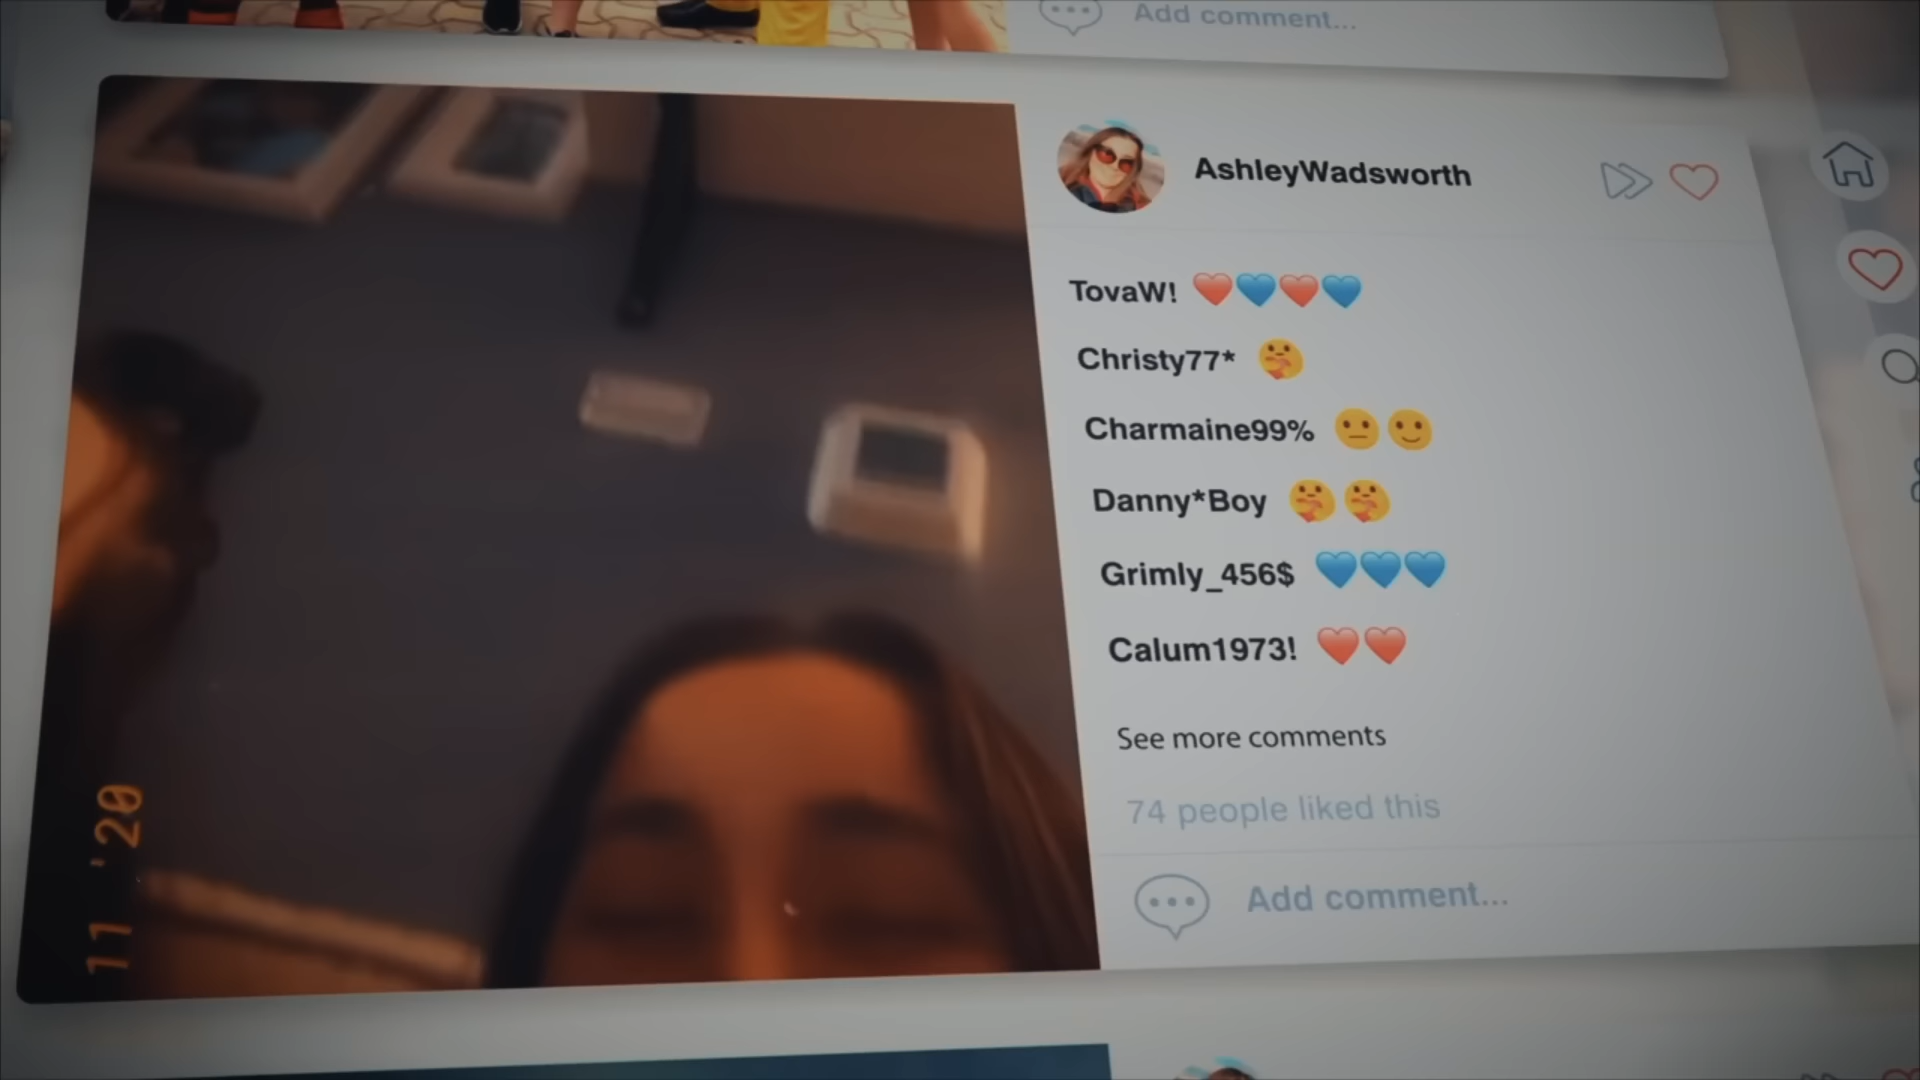 Add comment...
AshleyWadsworth
TovaW! ❤️💙❤️💙
Christy77* 🤔
Charmaine99% 😐🙂
Danny*Boy 🤔🤔
Grimly_456$ 💙💙💙
Calum1973! ❤️❤️
See more comments
74 people liked this
Add comment...
11 '20